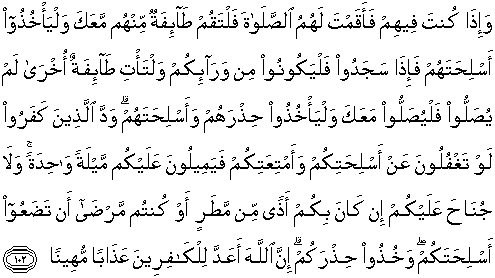 وَإِذَا كُنتَ فِيهِمْ فَأَقَمْتَ لَهُمُ ٱلصَّلَوٰةَ فَلْتَقُمْ طَآئِفَةٌ مِّنْهُم مَّعَكَ وَلْيَأْخُذُوٓا۟
أَسْلِحَتَهُمْ فَإِذَا سَجَدُوا۟ فَلْيَكُونُوا۟ مِن وَرَآئِكُمْ وَلْتَأْتِ طَآئِفَةٌ أُخْرَىٰ لَمْ
يُصَلُّوا۟ فَلْيُصَلُّوا۟ مَعَكَ وَلْيَأْخُذُوا۟ حِذْرَهُمْ وَأَسْلِحَتَهُمْ ۗ وَدَّ ٱلَّذِينَ كَفَرُوا۟
لَوْ تَغْفُلُونَ عَنْ أَسْلِحَتِكُمْ وَأَمْتِعَتِكُمْ فَيَمِيلُونَ عَلَيْكُم مَّيْلَةً وَٰحِدَةً ۚ وَلَا
جُنَاحَ عَلَيْكُمْ إِن كَانَ بِكُمْ أَذًى مِّن مَّطَرٍ أَوْ كُنتُم مَّرْضَىٰٓ أَن تَضَعُوٓا۟
أَسْلِحَتَكُمْ ۖ وَخُذُوا۟ حِذْرَكُمْ ۗ إِنَّ ٱللَّهَ أَعَدَّ لِلْكَٰفِرِينَ عَذَابًا مُّهِينًا ١٠٢